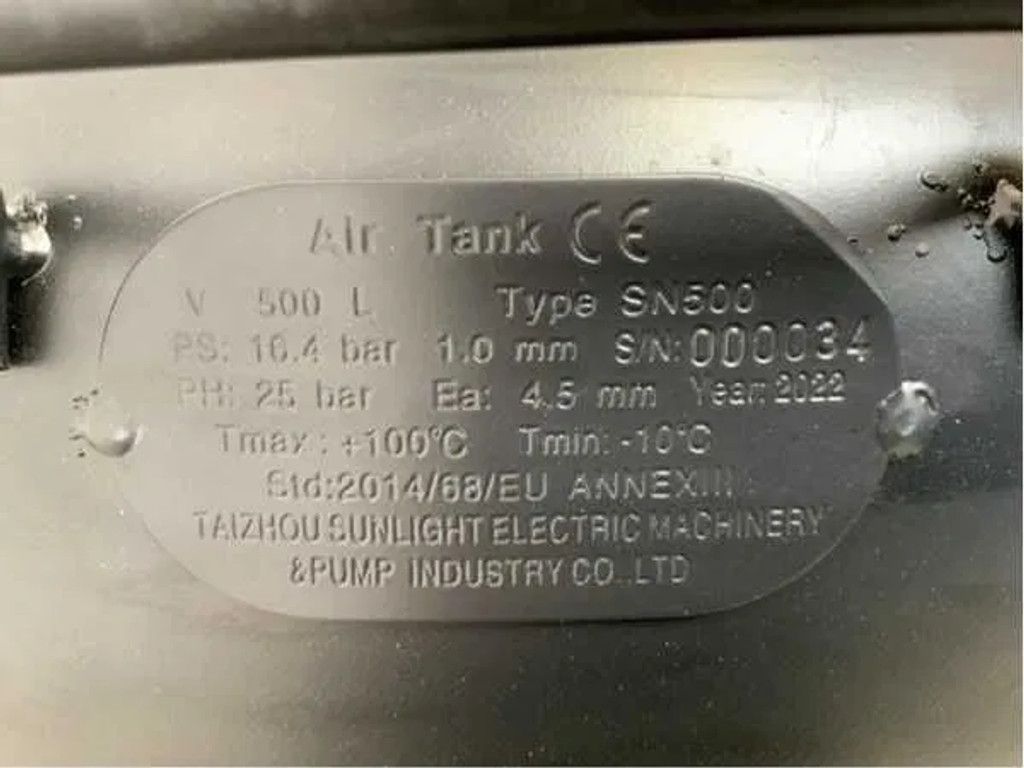 Air Tank CE
V 500 L Type SN500
PS: 16.4 bar 1.0 mm S/N: 000034
PH: 25 bar Ea: 4.5 mm Year: 2022
Tmax: +100°C Tmin: -10°C
Std:2014/68/EU ANNEXIII
TAIZHOU SUNLIGHT ELECTRIC MACHINERY
&PUMP INDUSTRY CO.,LTD